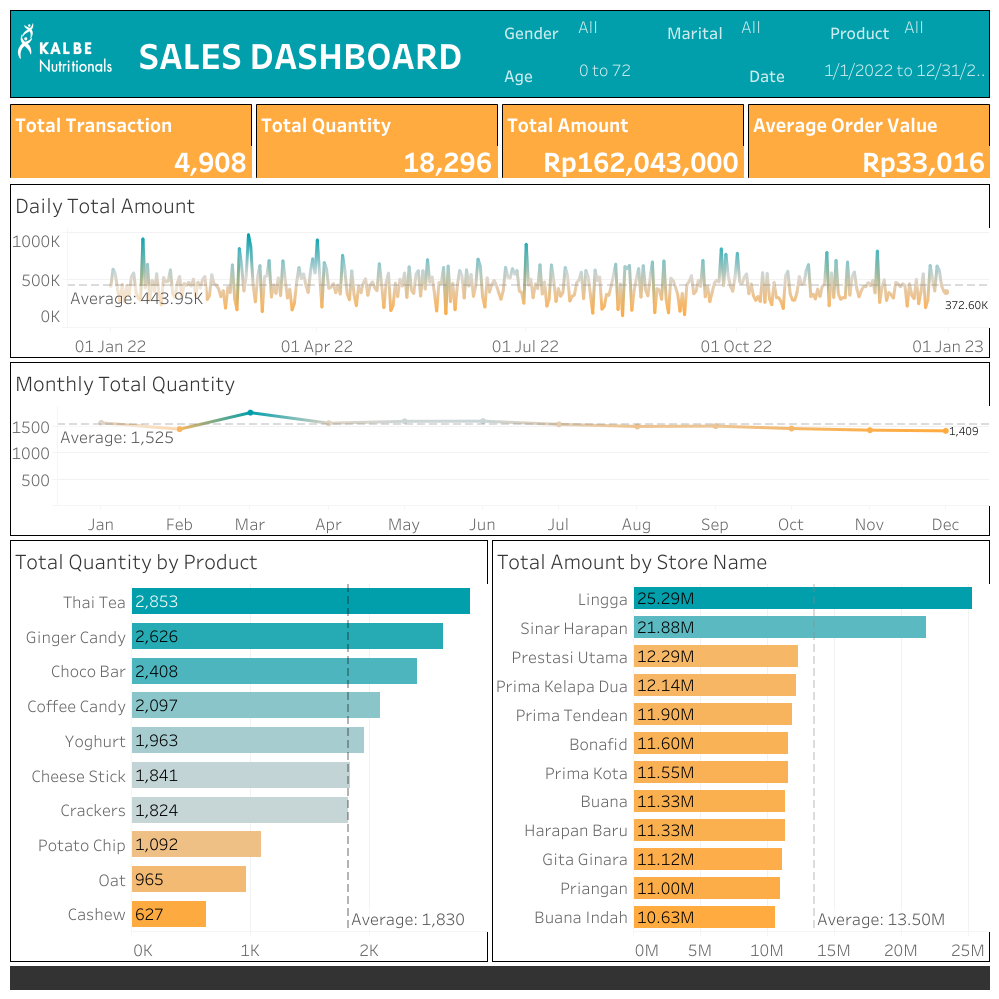 KALBE
Nutritionals
SALES DASHBOARD
Gender All Marital All Product All
Age 0 to 72 Date 1/1/2022 to 12/31/2..
Total Transaction
4,908
Total Quantity
18,296
Total Amount
Rp162,043,000
Average Order Value
Rp33,016
Daily Total Amount
1000K
500K
Average: 443.95K
0K
372.60K
01 Jan 22 01 Apr 22 01 Jul 22 01 Oct 22 01 Jan 23
Monthly Total Quantity
1500
Average: 1,525
1,409
1000
500
Jan Feb Mar Apr May Jun Jul Aug Sep Oct Nov Dec
Total Quantity by Product
Thai Tea 2,853
Ginger Candy 2,626
Choco Bar 2,408
Coffee Candy 2,097
Yoghurt 1,963
Cheese Stick 1,841
Crackers 1,824
Potato Chip 1,092
Oat 965
Cashew 627
Average: 1,830
0K 1K 2K
Total Amount by Store Name
Lingga 25.29M
Sinar Harapan 21.88M
Prestasi Utama 12.29M
Prima Kelapa Dua 12.14M
Prima Tendean 11.90M
Bonafid 11.60M
Prima Kota 11.55M
Buana 11.33M
Harapan Baru 11.33M
Gita Ginara 11.12M
Priangan 11.00M
Buana Indah 10.63M
Average: 13.50M
0M 5M 10M 15M 20M 25M